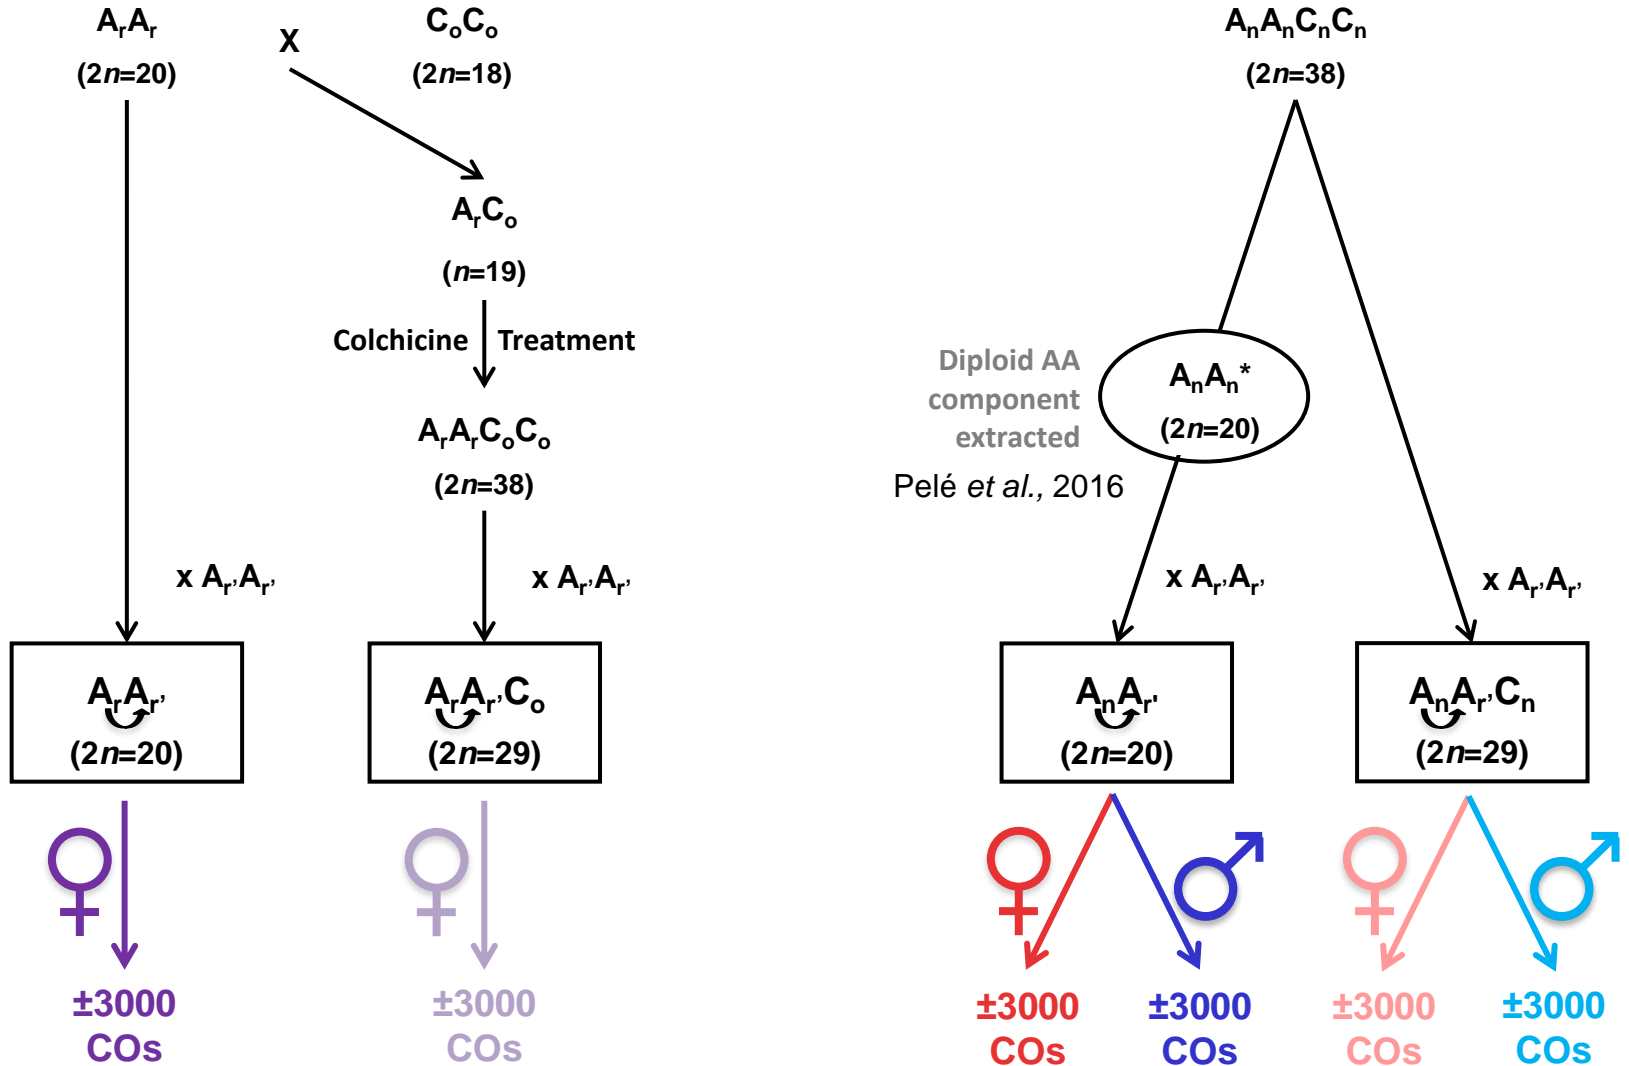 ArAr
X
CoCo
AnAnCnCn
(2n=20)
(2n=18)
(2n=38)
ArCo
(n=19)
Colchicine Treatment
ArArCoCo
(2n=38)
Diploid AA
component
extracted
AnAn*
(2n=20)
Pelé et al., 2016
x Ar'Ar'
x Ar'Ar'
x Ar'Ar'
x Ar'Ar'
ArAr'
(2n=20)
ArAr'Co
(2n=29)
AnAr'
(2n=20)
AnAr'Cn
(2n=29)
±3000
COs
±3000
COs
±3000
COs
±3000
COs
±3000
COs
±3000
COs